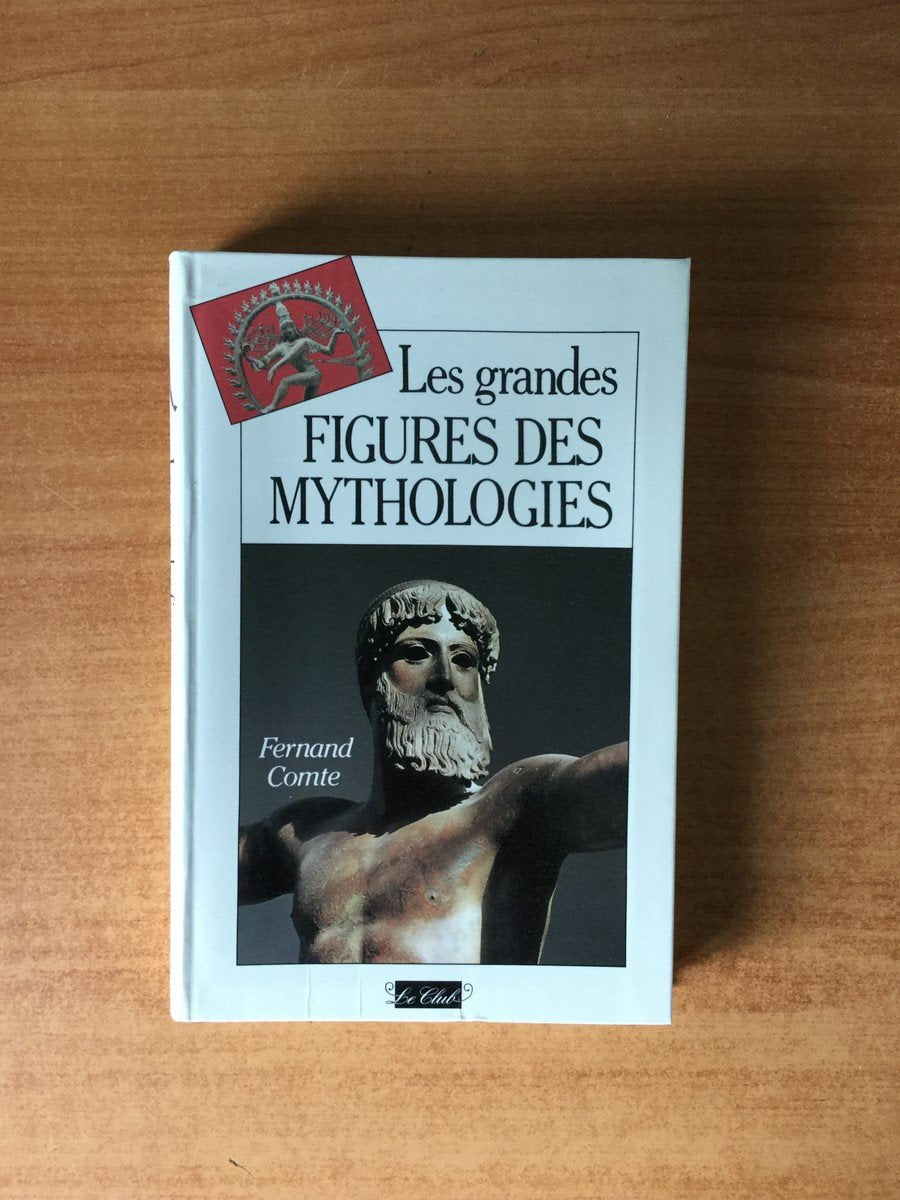 Les grandes
FIGURES DES
MYTHOLOGIES
Fernand
Comte
Le Club